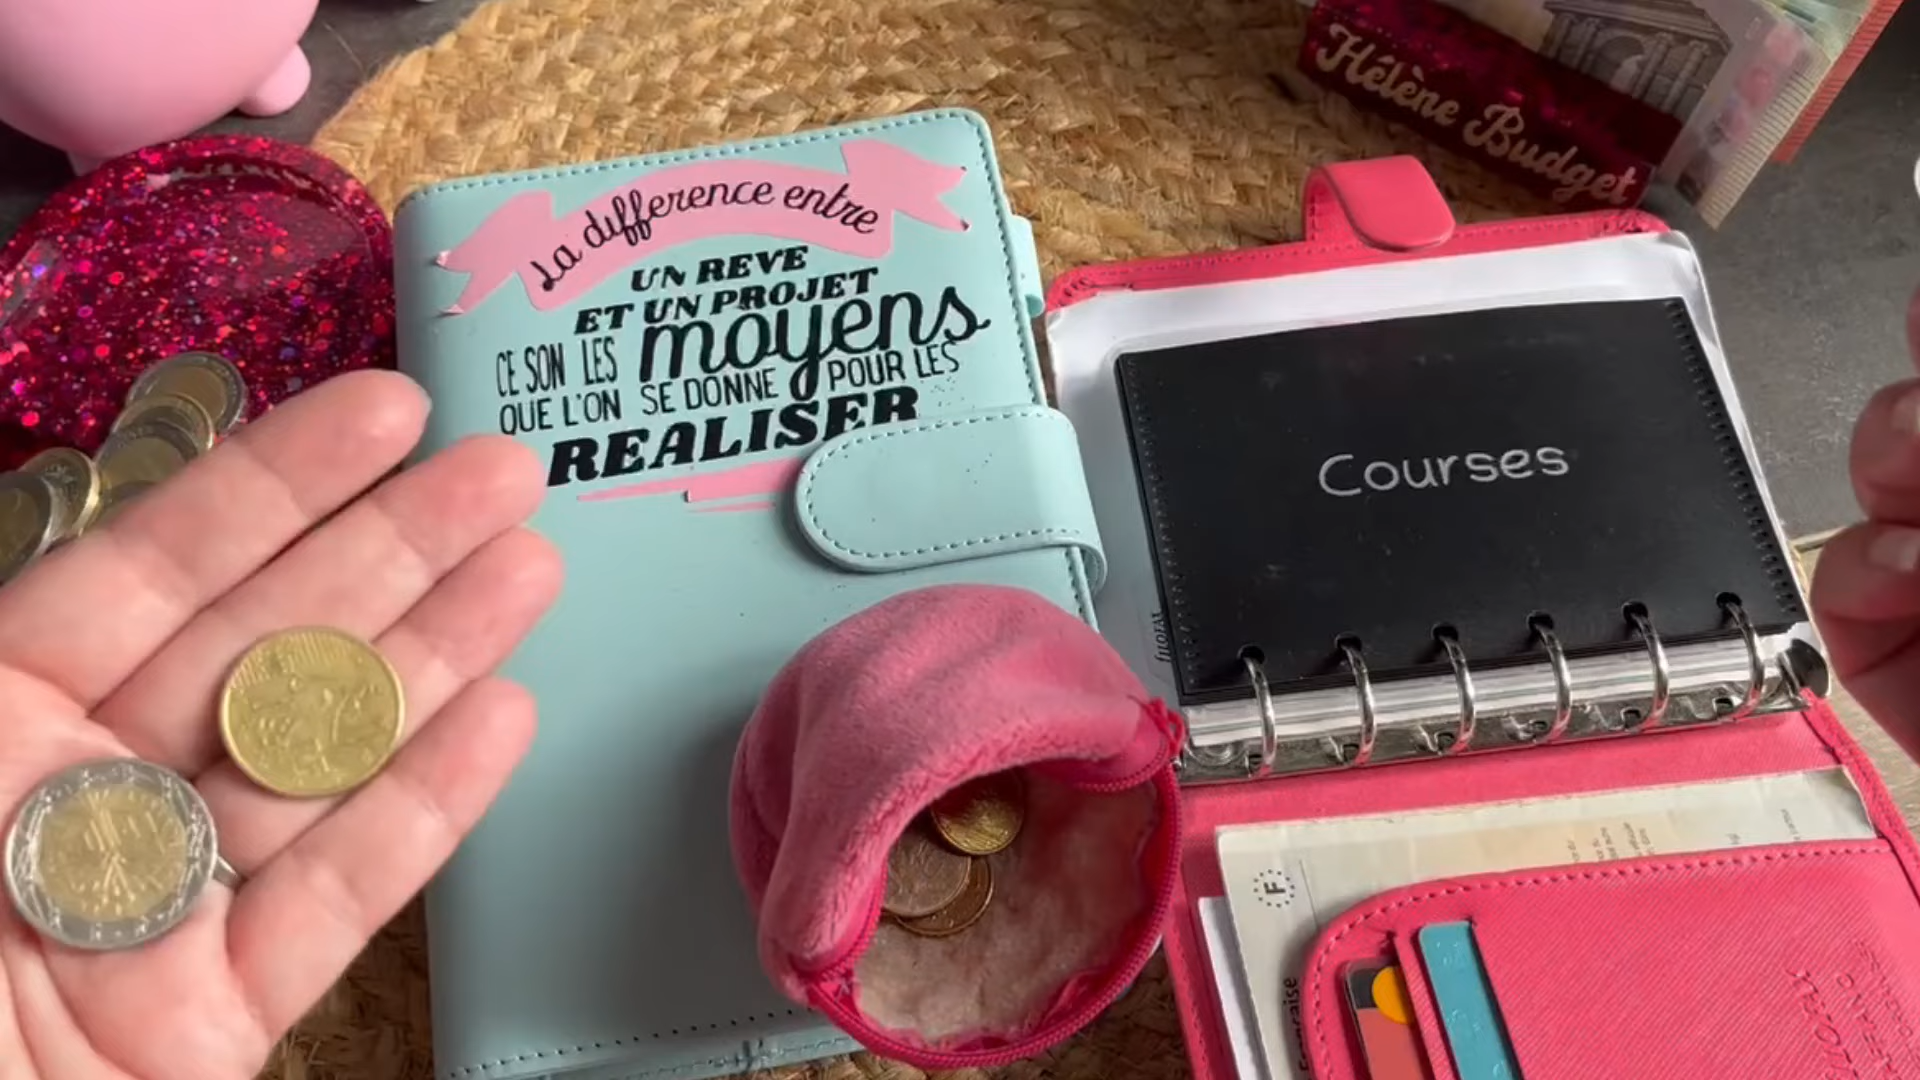 La difference entre
UN REVE
ET UN PROJET
CE SON LES moyens
QUE L'ON SE DONNE POUR LES
REALISER
Hélène Budget
Courses
filofax
F